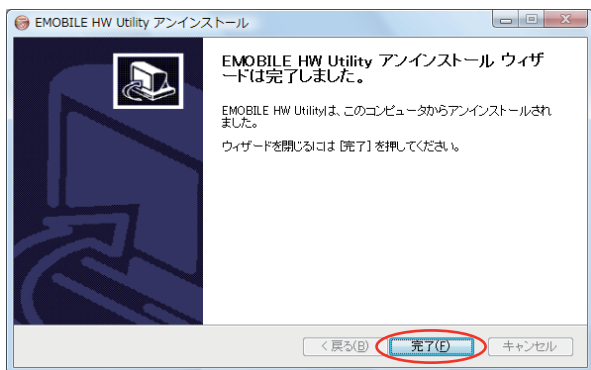 EMOBILE HW Utility アンインストール
EMOBILE HW Utility アンインストール ウィザ
ードは完了しました。
EMOBILE HW Utilityは、このコンピュータからアンインストールされ
ました。
ウィザードを閉じるには [完了] を押してください。
< 戻る(B)
完了(F)
キャンセル